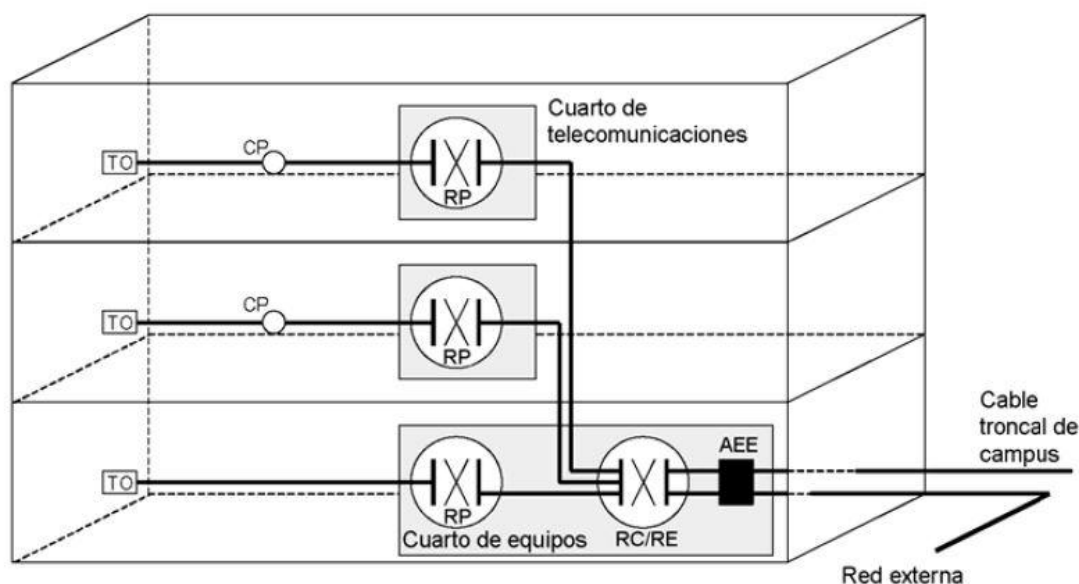 Cuarto de
telecomunicaciones
TO
CP
RP
TO
CP
RP
Cable
troncal de
campus
AEE
TO
RP
Cuarto de equipos
RC/RE
Red externa